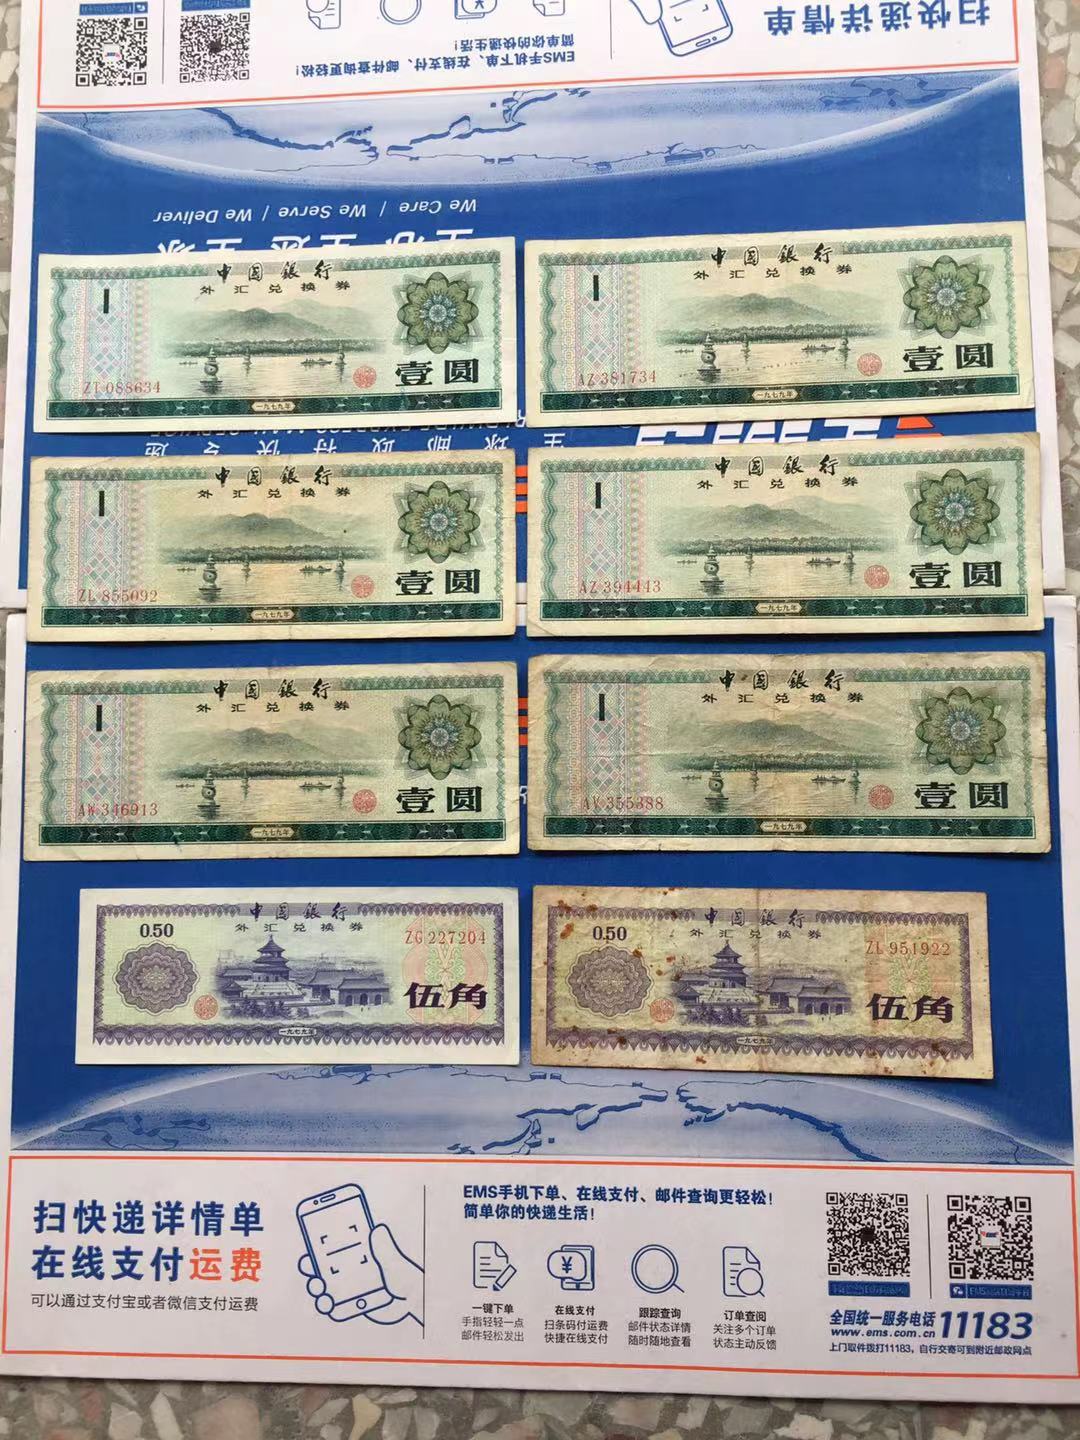 扫快递详情单
EMS手机下单、在线支付、邮件查询更轻松!
简单你的快递生活!
We Care / We Serve / We Deliver
中国银行
外汇兑换券
1
ZT 088634
壹圆
一九七九年
中国银行
外汇兑换券
1
AZ 381734
壹圆
一九七九年
全球邮政特快专递
中国银行
外汇兑换券
1
ZL 855092
壹圆
一九七九年
中国银行
外汇兑换券
1
AZ 394443
壹圆
一九七九年
中国银行
外汇兑换券
1
AW 346913
壹圆
一九七九年
中国银行
外汇兑换券
1
AV 355388
壹圆
一九七九年
中国银行
外汇兑换券
0.50
ZG 227204
伍角
一九七九年
中国银行
外汇兑换券
0.50
ZL 951922
伍角
一九七九年
扫快递详情单
在线支付运费
可以通过支付宝或者微信支付运费
EMS手机下单、在线支付、邮件查询更轻松!
简单你的快递生活!
一键下单
手指轻轻一点
邮件轻松发出
在线支付
扫条码付运费
快捷在线支付
跟踪查询
邮件状态详情
随时随地查看
订单查阅
关注多个订单
状态主动反馈
全国统一服务电话
www.ems.com.cn
11183
上门取件拨打11183,自行交寄可到附近邮政网点